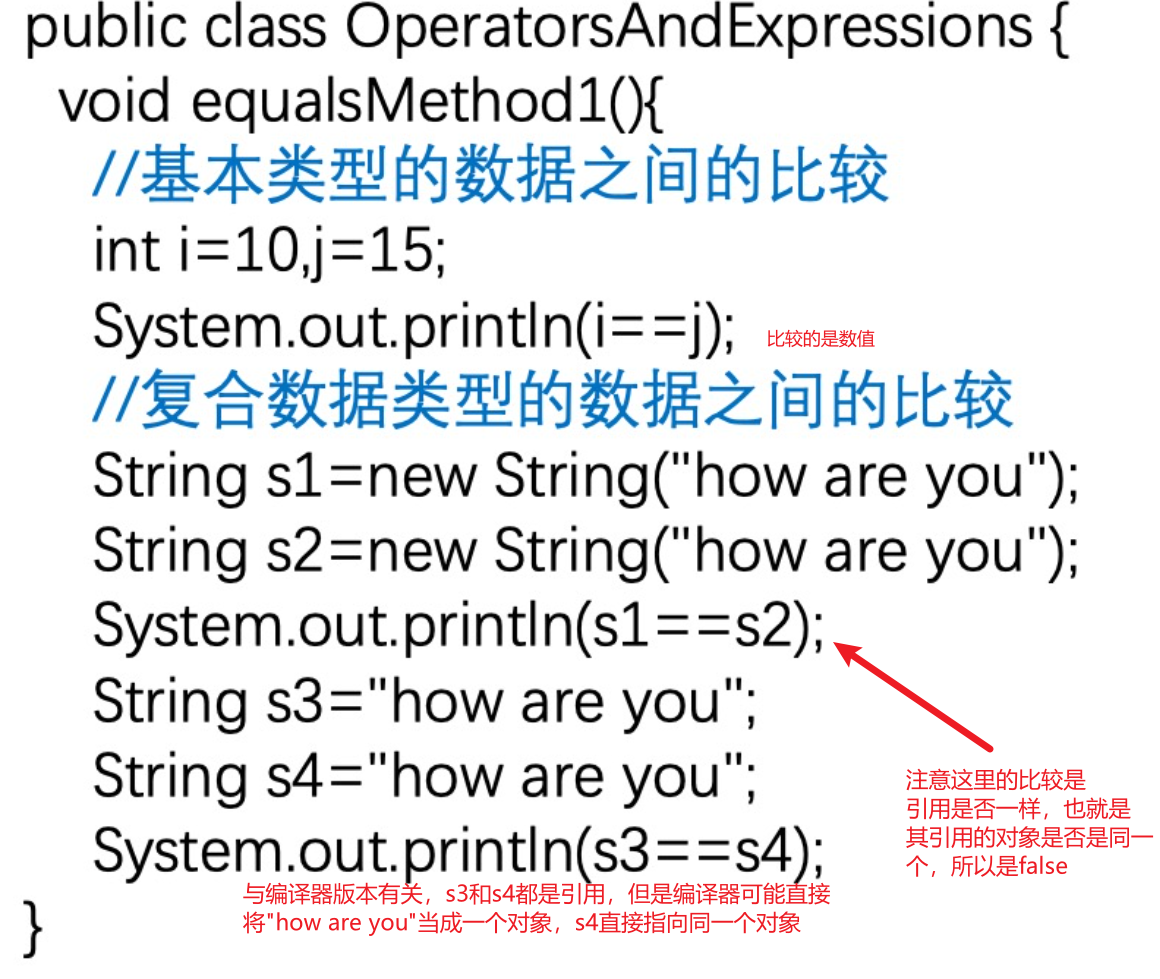 public class OperatorsAndExpressions {
void equalsMethod1(){
//基本类型的数据之间的比较
int i=10,j=15;
System.out.println(i==j);
比较的是数值
//复合数据类型的数据之间的比较
String s1=new String("how are you");
String s2=new String("how are you");
System.out.println(s1==s2);
String s3="how are you";
String s4="how are you";
注意这里的比较是
引用是否一样，也就是
其引用的对象是否是同一
个，所以是false
System.out.println(s3==s4);
与编译器版本有关，s3和s4都是引用，但是编译器可能直接
将"how are you"当成一个对象，s4直接指向同一个对象
}